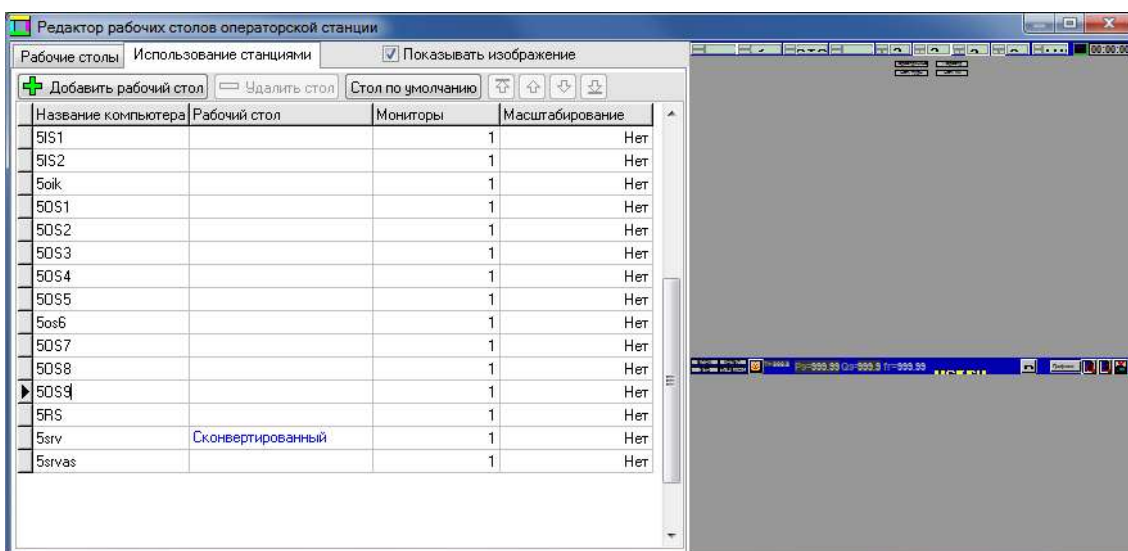 Редактор рабочих столов операторской станции
Рабочие столы Использование станциями Показывать изображение
Добавить рабочий стол Удалить стол Стол по умолчанию
Название компьютера Рабочий стол Мониторы Масштабирование
5IS1 1 Нет
5IS2 1 Нет
5oik 1 Нет
5OS1 1 Нет
5OS2 1 Нет
5OS3 1 Нет
5OS4 1 Нет
5OS5 1 Нет
5os6 1 Нет
5OS7 1 Нет
5OS8 1 Нет
5OS9 1 Нет
5RS 1 Нет
5srv Сконвертированный 1 Нет
5srvas 1 Нет
00:00:00